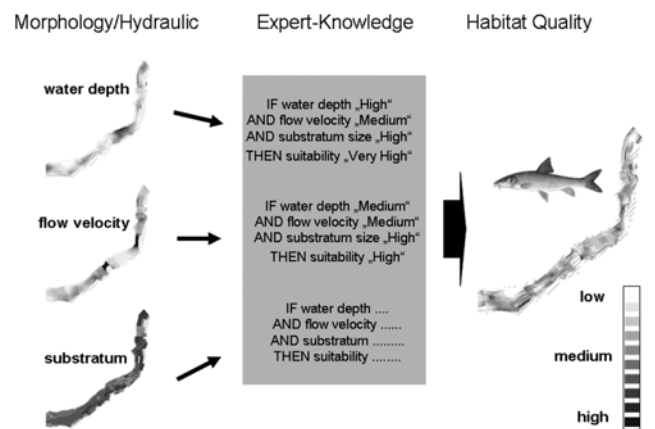 Morphology/Hydraulic
Expert-Knowledge
Habitat Quality
water depth
flow velocity
substratum
IF water depth „High“
AND flow velocity „Medium“
AND substratum size „High“
THEN suitability „Very High“
IF water depth „Medium“
AND flow velocity „Medium“
AND substratum size „High“
THEN suitability „High“
IF water depth ....
AND flow velocity ......
AND substratum .........
THEN suitability ........
low
medium
high